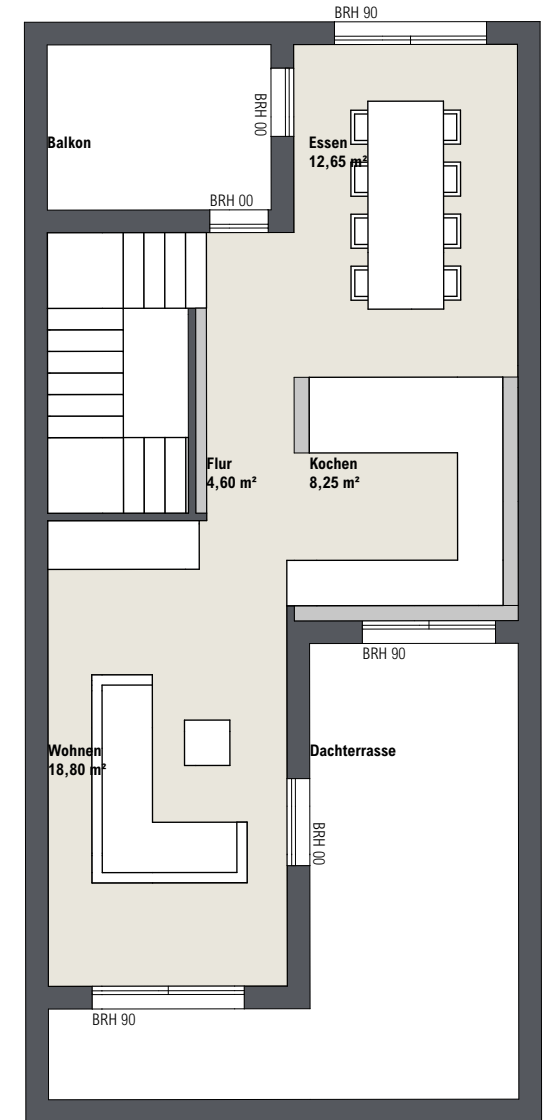 BRH 90
BRH 00
Balkon
Essen
12,65 m²
BRH 00
Flur
4,60 m²
Kochen
8,25 m²
BRH 90
Wohnen
18,80 m²
Dachterrasse
BRH 00
BRH 90